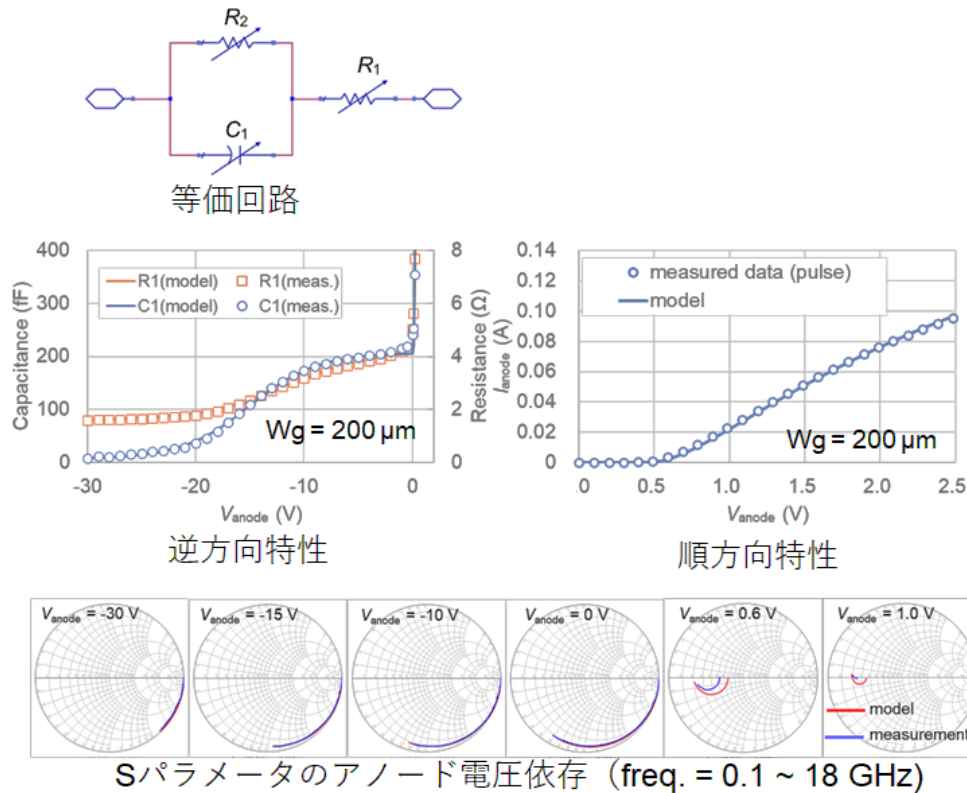 R2
R1
C1
等価回路
400
300
200
100
0
Capacitance (fF)
R1(model)
R1(meas.)
C1(model)
C1(meas.)
Wg = 200 μm
8
6
4
2
0
Resistance (Ω)
-30
-20
-10
0
Vanode (V)
逆方向特性
0.14
0.12
0.10
0.08
0.06
0.04
0.02
0
Ianode (A)
measured data (pulse)
model
Wg = 200 μm
.0
0.5
1.0
1.5
2.0
2.5
Vanode (V)
順方向特性
Vanode = -30 V
Vanode = -15 V
Vanode = -10 V
Vanode = 0 V
Vanode = 0.6 V
Vanode = 1.0 V
model
measurement
Sパラメータのアノード電圧依存（freq. = 0.1 ~ 18 GHz)